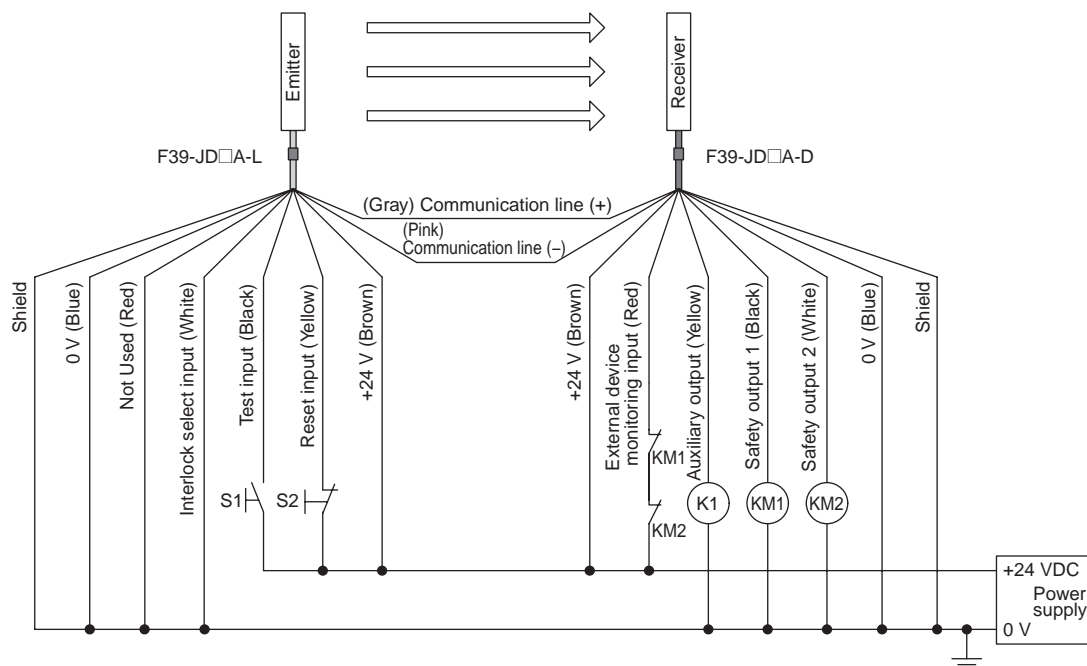 Emitter
Receiver
F39-JD□A-L
F39-JD□A-D
(Gray) Communication line (+)
(Pink)
Communication line (–)
Shield
0 V (Blue)
Not Used (Red)
Interlock select input (White)
Test input (Black)
Reset input (Yellow)
+24 V (Brown)
+24 V (Brown)
External device
monitoring input (Red)
Auxiliary output (Yellow)
Safety output 1 (Black)
Safety output 2 (White)
0 V (Blue)
Shield
S1
S2
KM1
KM2
K1
KM1
KM2
+24 VDC
Power
supply
0 V